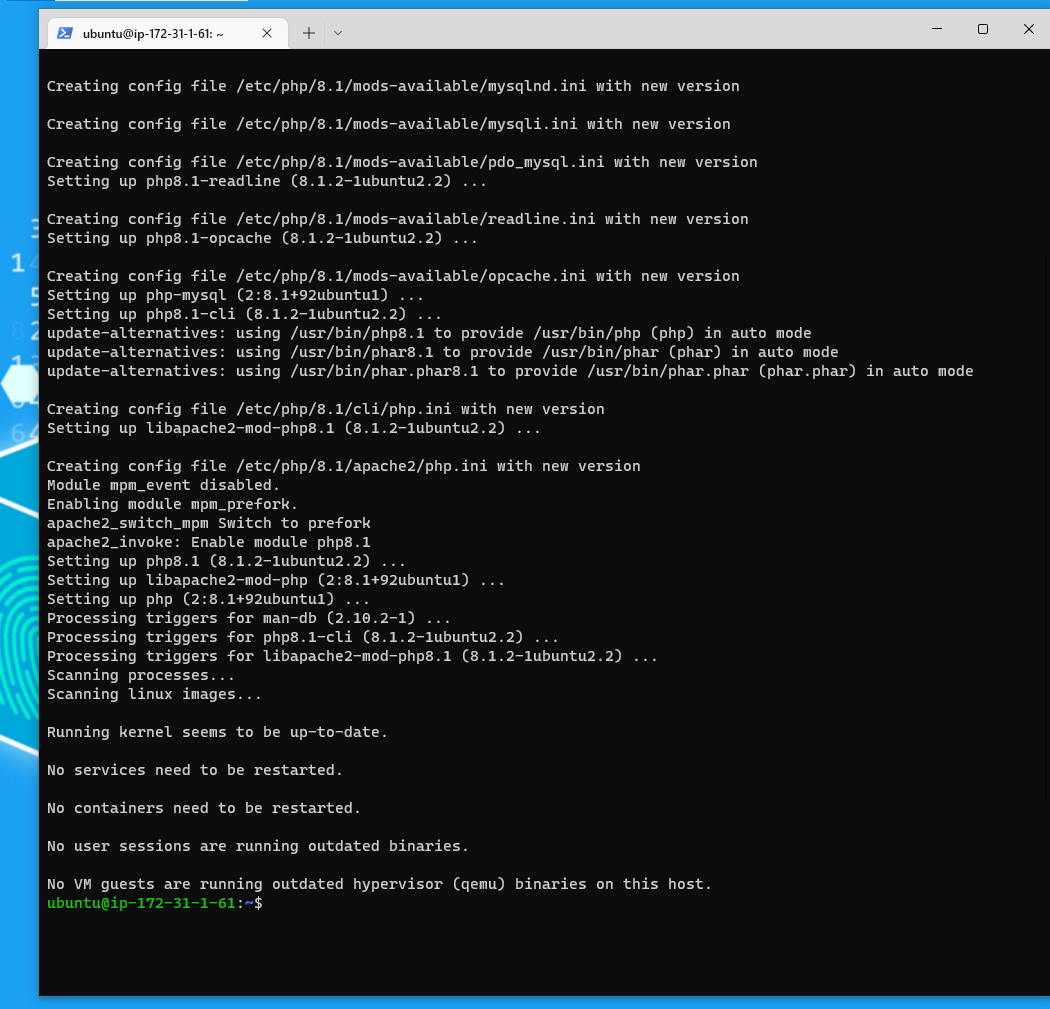 ubuntu@ip-172-31-1-61: ~
Creating config file /etc/php/8.1/mods-available/mysqlnd.ini with new version
Creating config file /etc/php/8.1/mods-available/mysqli.ini with new version
Creating config file /etc/php/8.1/mods-available/pdo_mysql.ini with new version
Setting up php8.1-readline (8.1.2-1ubuntu2.2) ...
Creating config file /etc/php/8.1/mods-available/readline.ini with new version
Setting up php8.1-opcache (8.1.2-1ubuntu2.2) ...
Creating config file /etc/php/8.1/mods-available/opcache.ini with new version
Setting up php-mysql (2:8.1+92ubuntu1) ...
Setting up php8.1-cli (8.1.2-1ubuntu2.2) ...
update-alternatives: using /usr/bin/php8.1 to provide /usr/bin/php (php) in auto mode
update-alternatives: using /usr/bin/phar8.1 to provide /usr/bin/phar (phar) in auto mode
update-alternatives: using /usr/bin/phar.phar8.1 to provide /usr/bin/phar.phar (phar.phar) in auto mode
Creating config file /etc/php/8.1/cli/php.ini with new version
Setting up libapache2-mod-php8.1 (8.1.2-1ubuntu2.2) ...
Creating config file /etc/php/8.1/apache2/php.ini with new version
Module mpm_event disabled.
Enabling module mpm_prefork.
apache2_switch_mpm Switch to prefork
apache2_invoke: Enable module php8.1
Setting up php8.1 (8.1.2-1ubuntu2.2) ...
Setting up libapache2-mod-php (2:8.1+92ubuntu1) ...
Setting up php (2:8.1+92ubuntu1) ...
Processing triggers for man-db (2.10.2-1) ...
Processing triggers for php8.1-cli (8.1.2-1ubuntu2.2) ...
Processing triggers for libapache2-mod-php8.1 (8.1.2-1ubuntu2.2) ...
Scanning processes...
Scanning linux images...
Running kernel seems to be up-to-date.
No services need to be restarted.
No containers need to be restarted.
No user sessions are running outdated binaries.
No VM guests are running outdated hypervisor (qemu) binaries on this host.
ubuntu@ip-172-31-1-61:~$